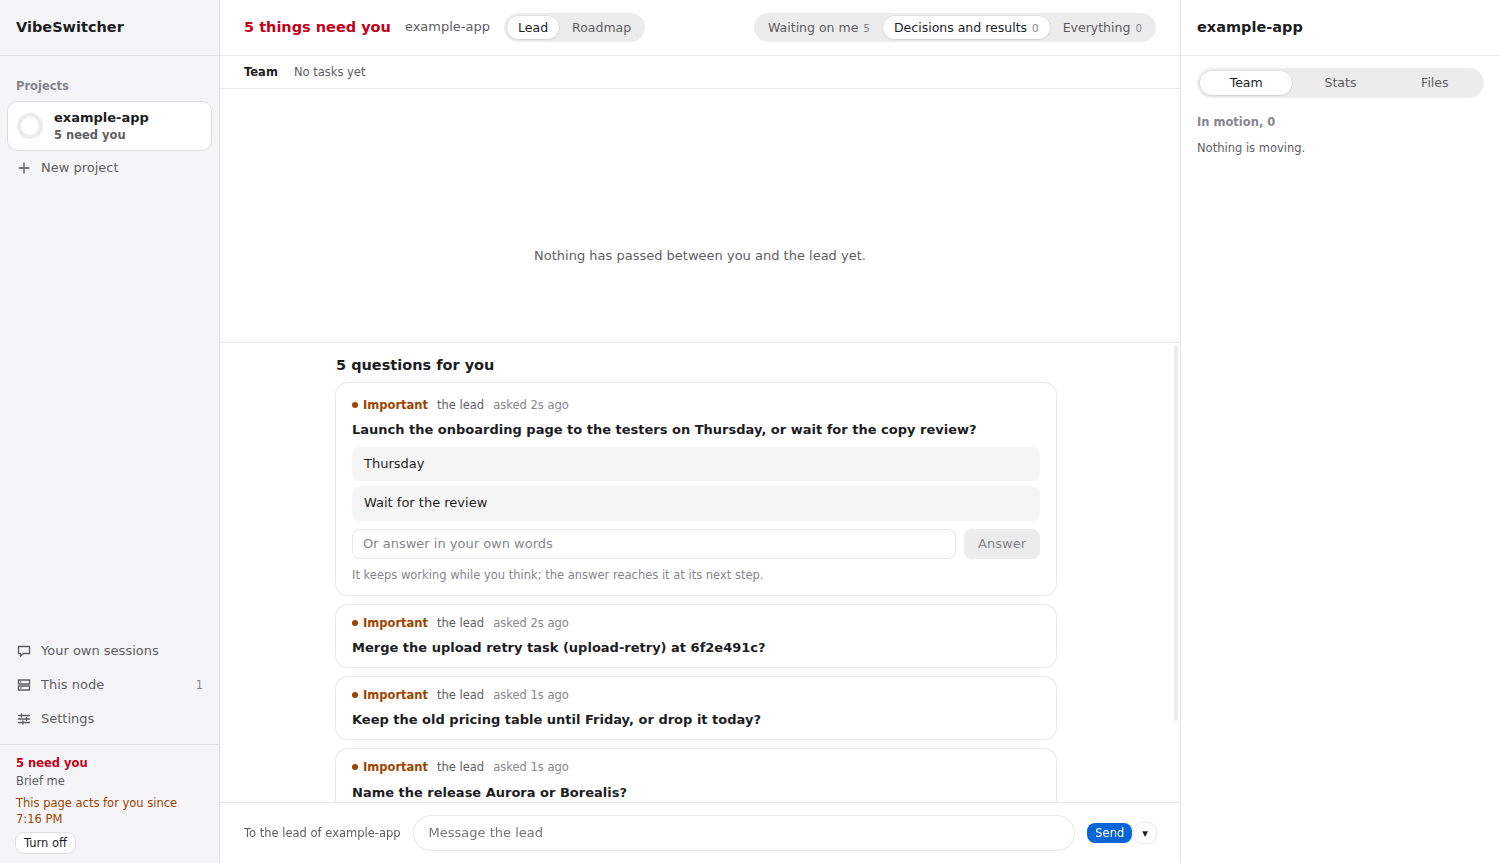 VibeSwitcher
Projects
example-app
5 need you
New project
Your own sessions
This node 1
Settings
5 need you
Brief me
This page acts for you since
7:16 PM
Turn off
5 things need you example-app Lead Roadmap Waiting on me 5 Decisions and results 0 Everything 0
Team No tasks yet
Nothing has passed between you and the lead yet.
5 questions for you
Important the lead asked 2s ago
Launch the onboarding page to the testers on Thursday, or wait for the copy review?
Thursday
Wait for the review
Or answer in your own words Answer
It keeps working while you think; the answer reaches it at its next step.
Important the lead asked 2s ago
Merge the upload retry task (upload-retry) at 6f2e491c?
Important the lead asked 1s ago
Keep the old pricing table until Friday, or drop it today?
Important the lead asked 1s ago
Name the release Aurora or Borealis?
To the lead of example-app Message the lead Send
example-app
Team Stats Files
In motion, 0
Nothing is moving.